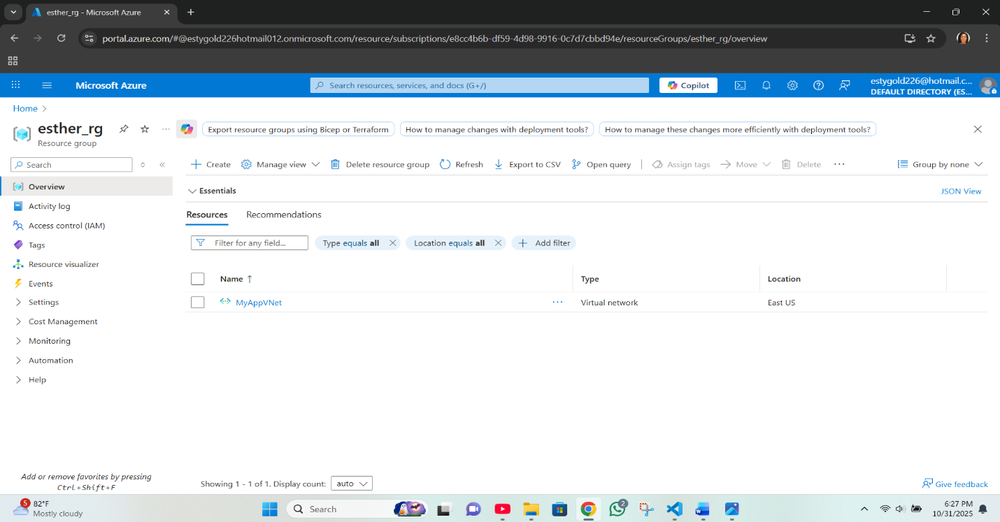 esther_rg - Microsoft Azure
portal.azure.com/#@estygold226hotmail012.onmicrosoft.com/resource/subscriptions/e8cc4b6b-df59-4d98-9916-0c7d7cbbd94e/resourceGroups/esther_rg/overview
Microsoft Azure
Search resources, services, and docs (G+/)
Copilot
estygold226@hotmail.c...
DEFAULT DIRECTORY (ES...
Home
esther_rg
Resource group
Export resource groups using Bicep or Terraform
How to manage changes with deployment tools?
How to manage these changes more efficiently with deployment tools?
Search
Create Manage view Delete resource group Refresh Export to CSV Open query Assign tags Move Delete Group by none
Overview
Activity log
Access control (IAM)
Tags
Resource visualizer
Events
Settings
Cost Management
Monitoring
Automation
Help
Add or remove favorites by pressing
Ctrl+Shift+F
Essentials
JSON View
Resources Recommendations
Filter for any field... Type equals all Location equals all Add filter
Name ↑ Type Location
MyAppVNet Virtual network East US
Showing 1 - 1 of 1. Display count: auto
Give feedback
5
82°F
Mostly cloudy
Search
2
6:27 PM
10/31/2025